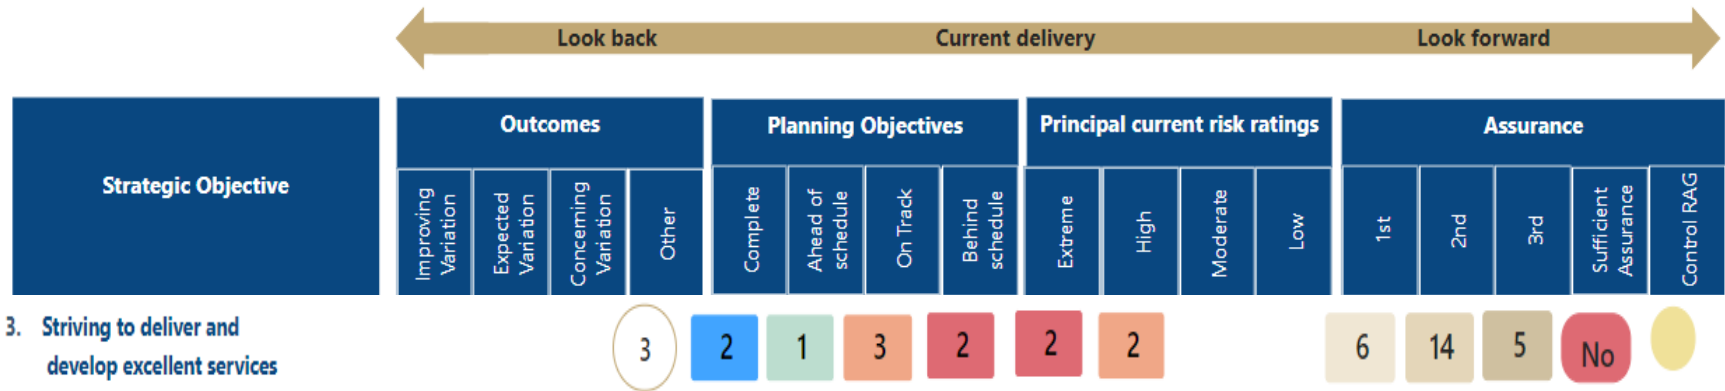 Look back
Current delivery
Look forward
Strategic Objective
Outcomes
Planning Objectives
Principal current risk ratings
Assurance
Improving
Variation
Expected
Variation
Concerning
Variation
Other
Complete
Ahead of
schedule
On Track
Behind
schedule
Extreme
High
Moderate
Low
1st
2nd
3rd
Sufficient
Assurance
Control RAG
3. Striving to deliver and
develop excellent services
3
2
1
3
2
2
2
6
14
5
No